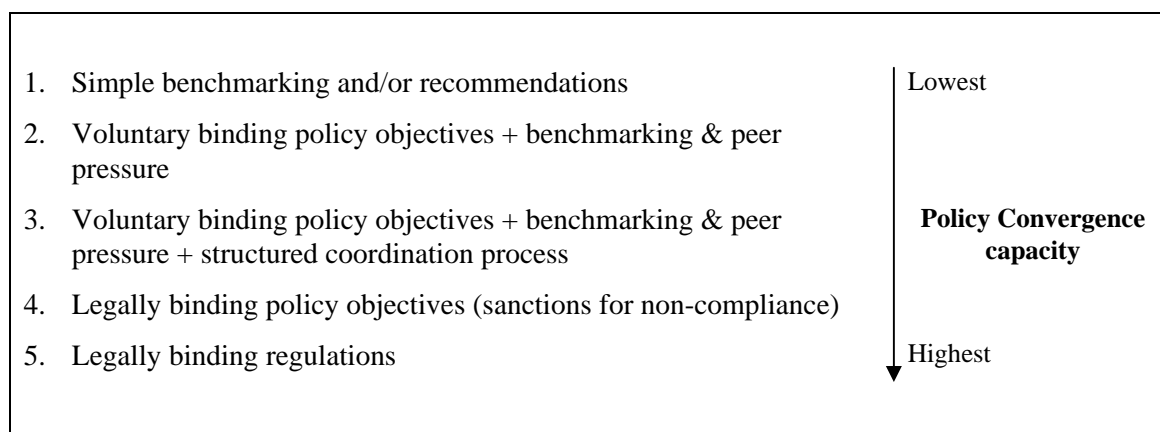 1. Simple benchmarking and/or recommendations
2. Voluntary binding policy objectives + benchmarking & peer
pressure
3. Voluntary binding policy objectives + benchmarking & peer
pressure + structured coordination process
4. Legally binding policy objectives (sanctions for non-compliance)
5. Legally binding regulations
Lowest
Policy Convergence
capacity
Highest